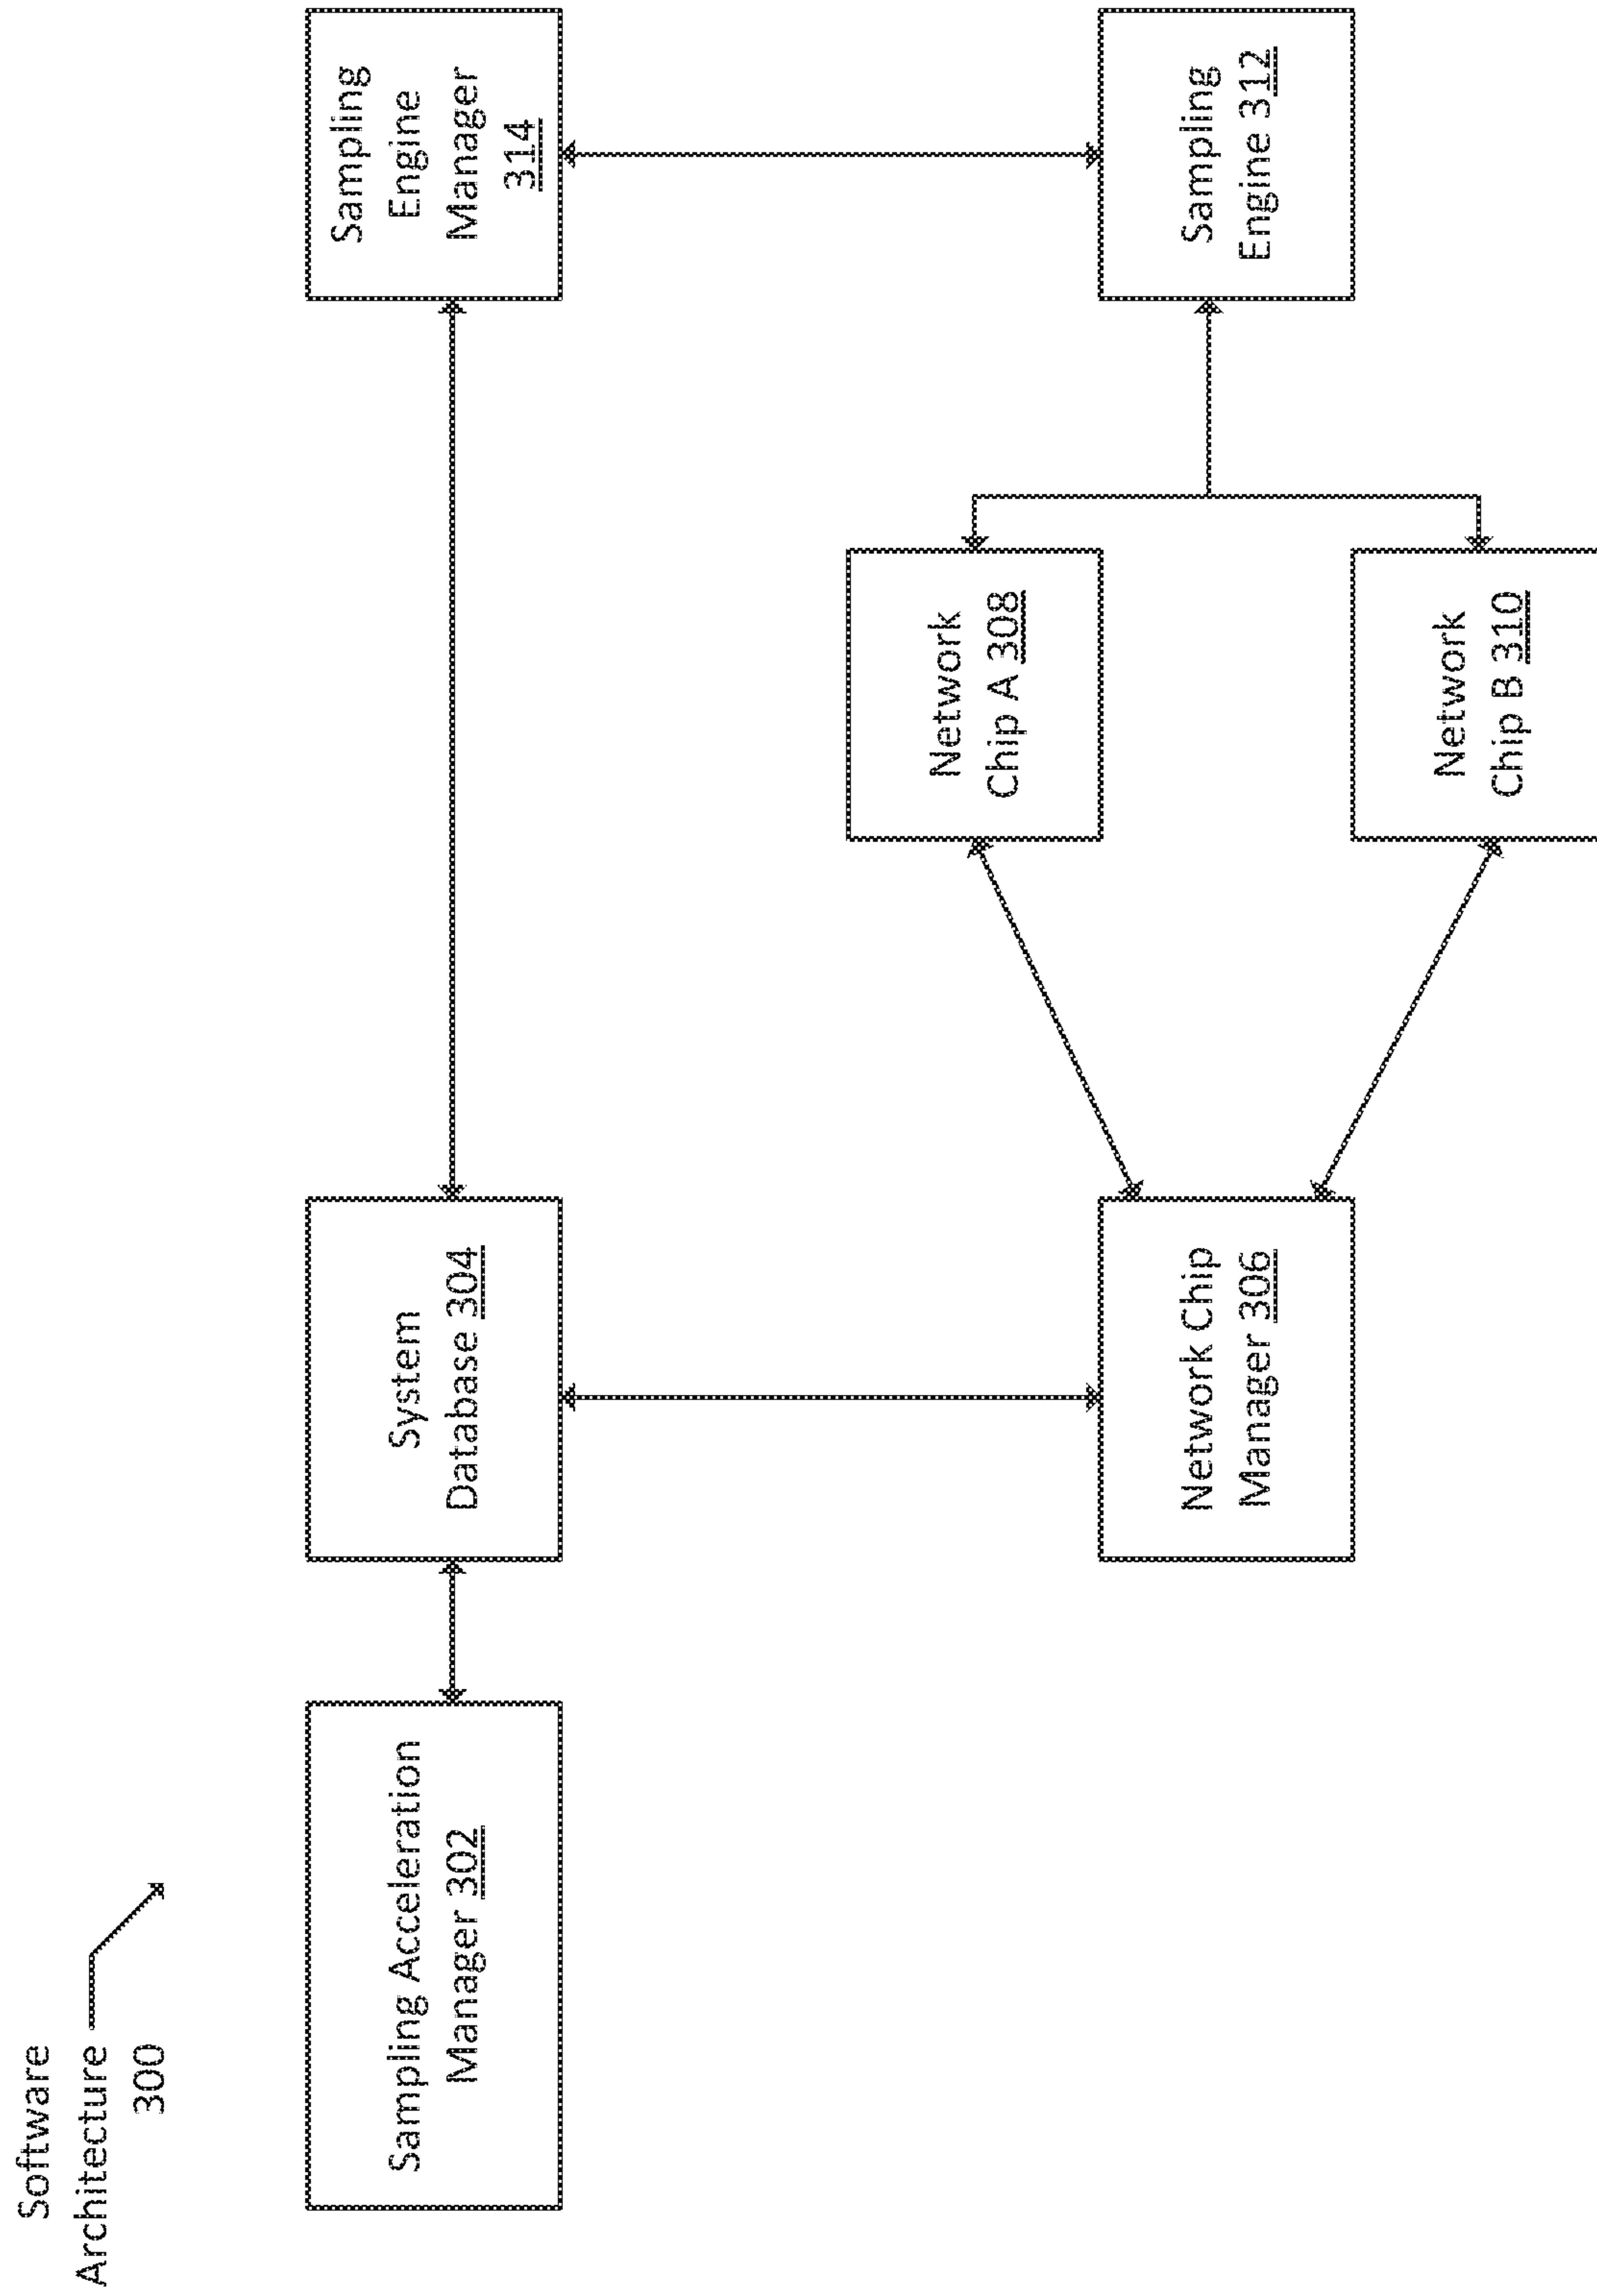 Software
Architecture
300
Sampling Acceleration
Manager 302
System
Database 304
Sampling
Engine
Manager
314
Network Chip
Manager 306
Network
Chip A 308
Network
Chip B 310
Sampling
Engine 312